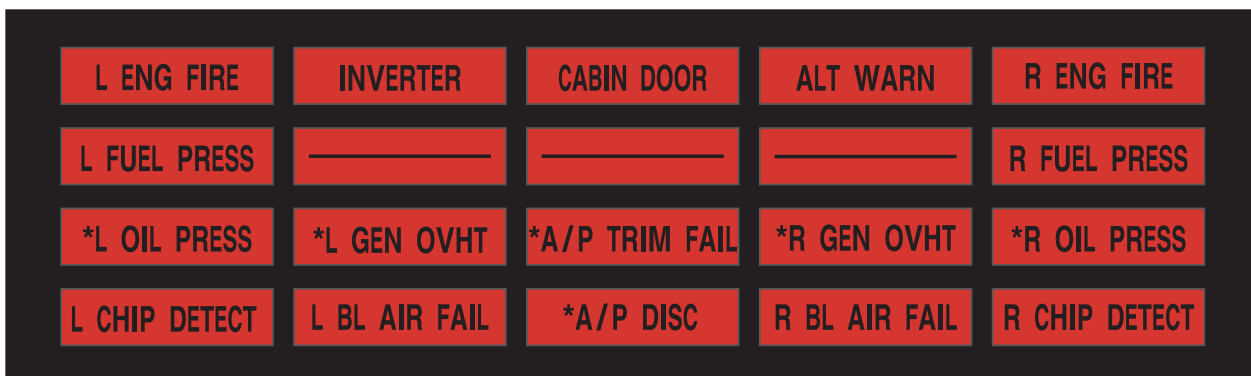 L ENG FIRE INVERTER CABIN DOOR ALT WARN R ENG FIRE
L FUEL PRESS R FUEL PRESS
*L OIL PRESS *L GEN OVHT *A/P TRIM FAIL *R GEN OVHT *R OIL PRESS
L CHIP DETECT L BL AIR FAIL *A/P DISC R BL AIR FAIL R CHIP DETECT